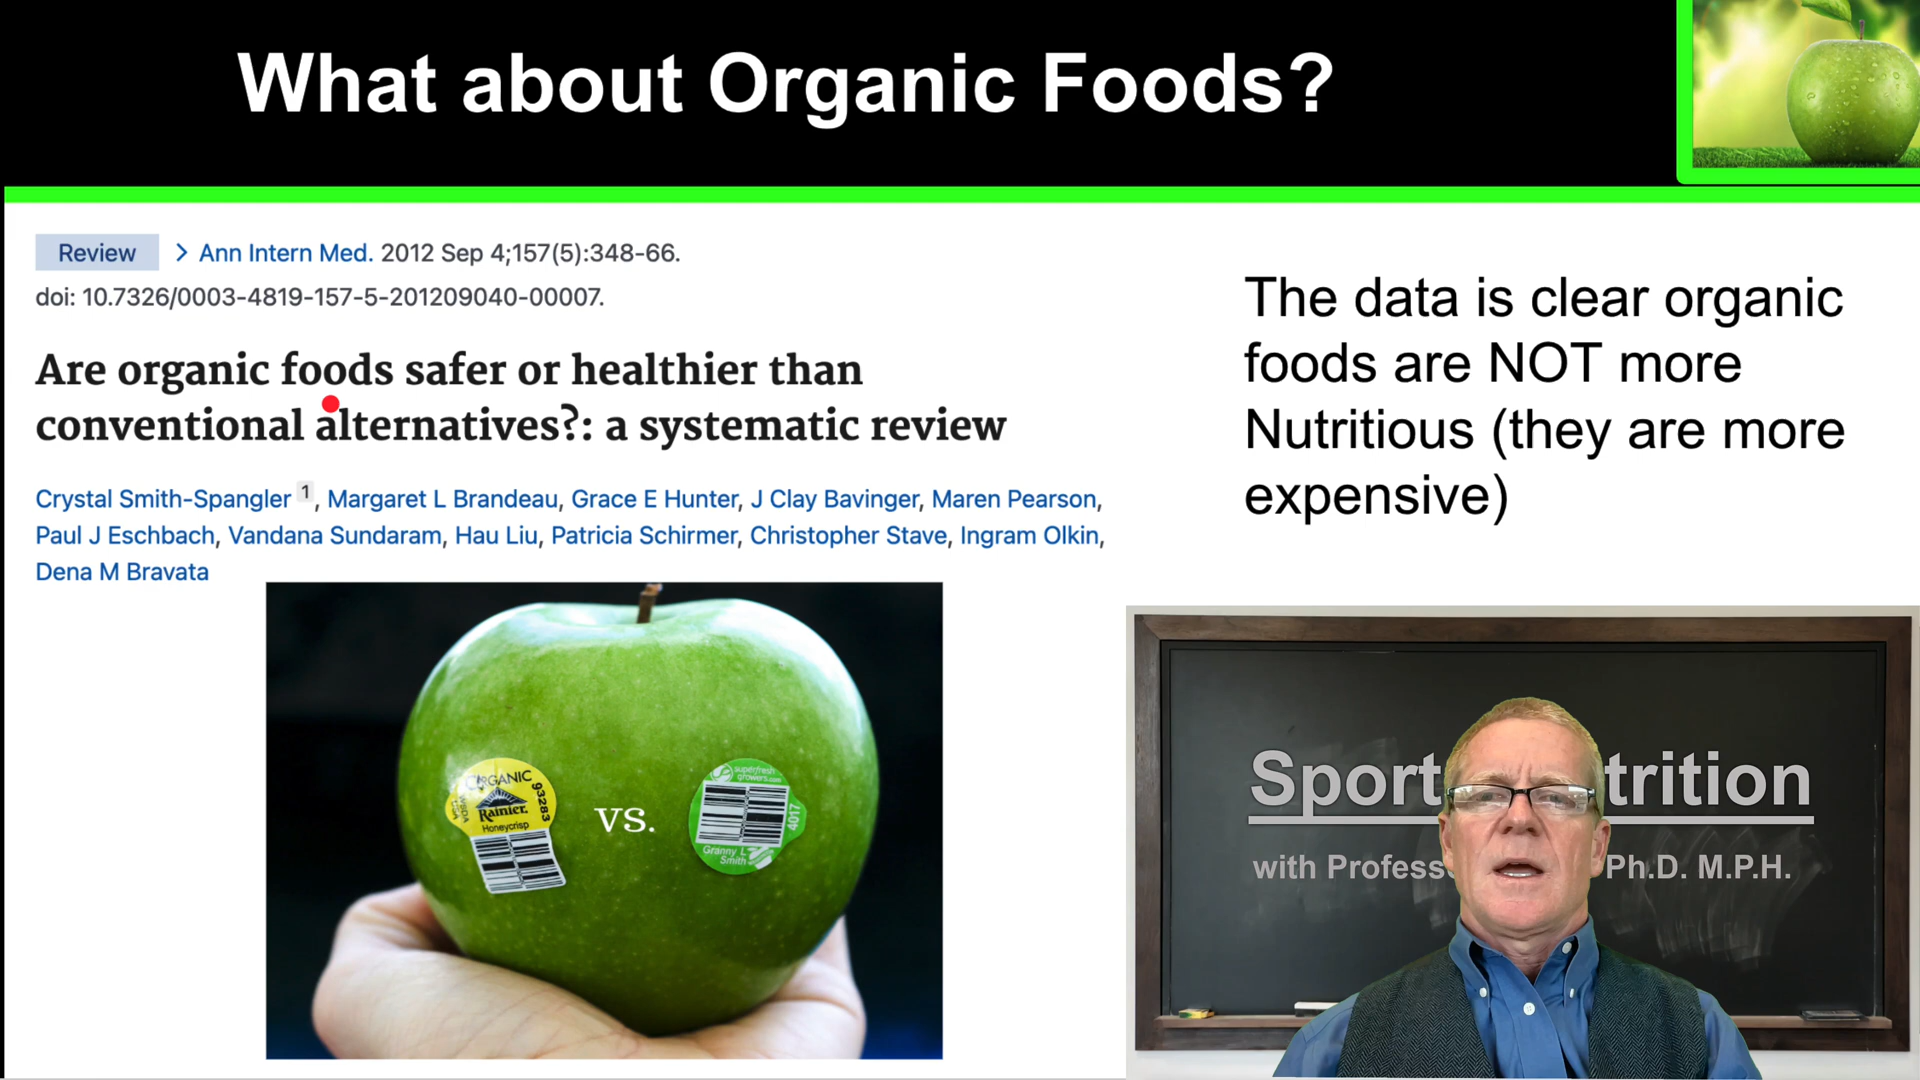 What about Organic Foods?
Review > Ann Intern Med. 2012 Sep 4;157(5):348-66.
doi: 10.7326/0003-4819-157-5-201209040-00007.
Are organic foods safer or healthier than
conventional alternatives?: a systematic review
Crystal Smith-Spangler 1 , Margaret L Brandeau, Grace E Hunter, J Clay Bavinger, Maren Pearson,
Paul J Eschbach, Vandana Sundaram, Hau Liu, Patricia Schirmer, Christopher Stave, Ingram Olkin,
Dena M Bravata
The data is clear organic
foods are NOT more
Nutritious (they are more
expensive)
ORGANIC
93283
Rainier
Honeycrisp
vs.
superfresh
growers.com
4017
Granny
Smith
Sport trition
with Profess Ph.D. M.P.H.